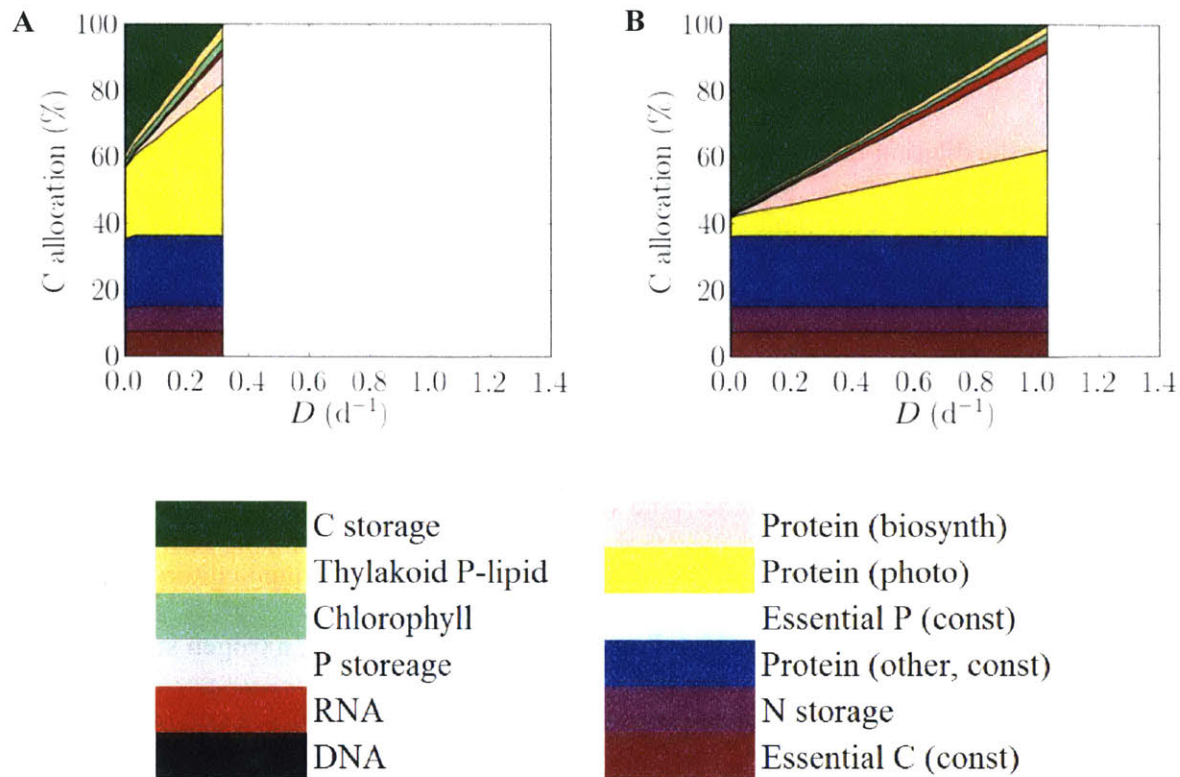 A
B
100
80
60
40
20
0
C allocation (%)
0.0 0.2 0.4 0.6 0.8 1.0 1.2 1.4
D (d⁻¹)
100
80
60
40
20
0
C allocation (%)
0.0 0.2 0.4 0.6 0.8 1.0 1.2 1.4
D (d⁻¹)
C storage
Thylakoid P-lipid
Chlorophyll
P storeage
RNA
DNA
Protein (biosynth)
Protein (photo)
Essential P (const)
Protein (other, const)
N storage
Essential C (const)